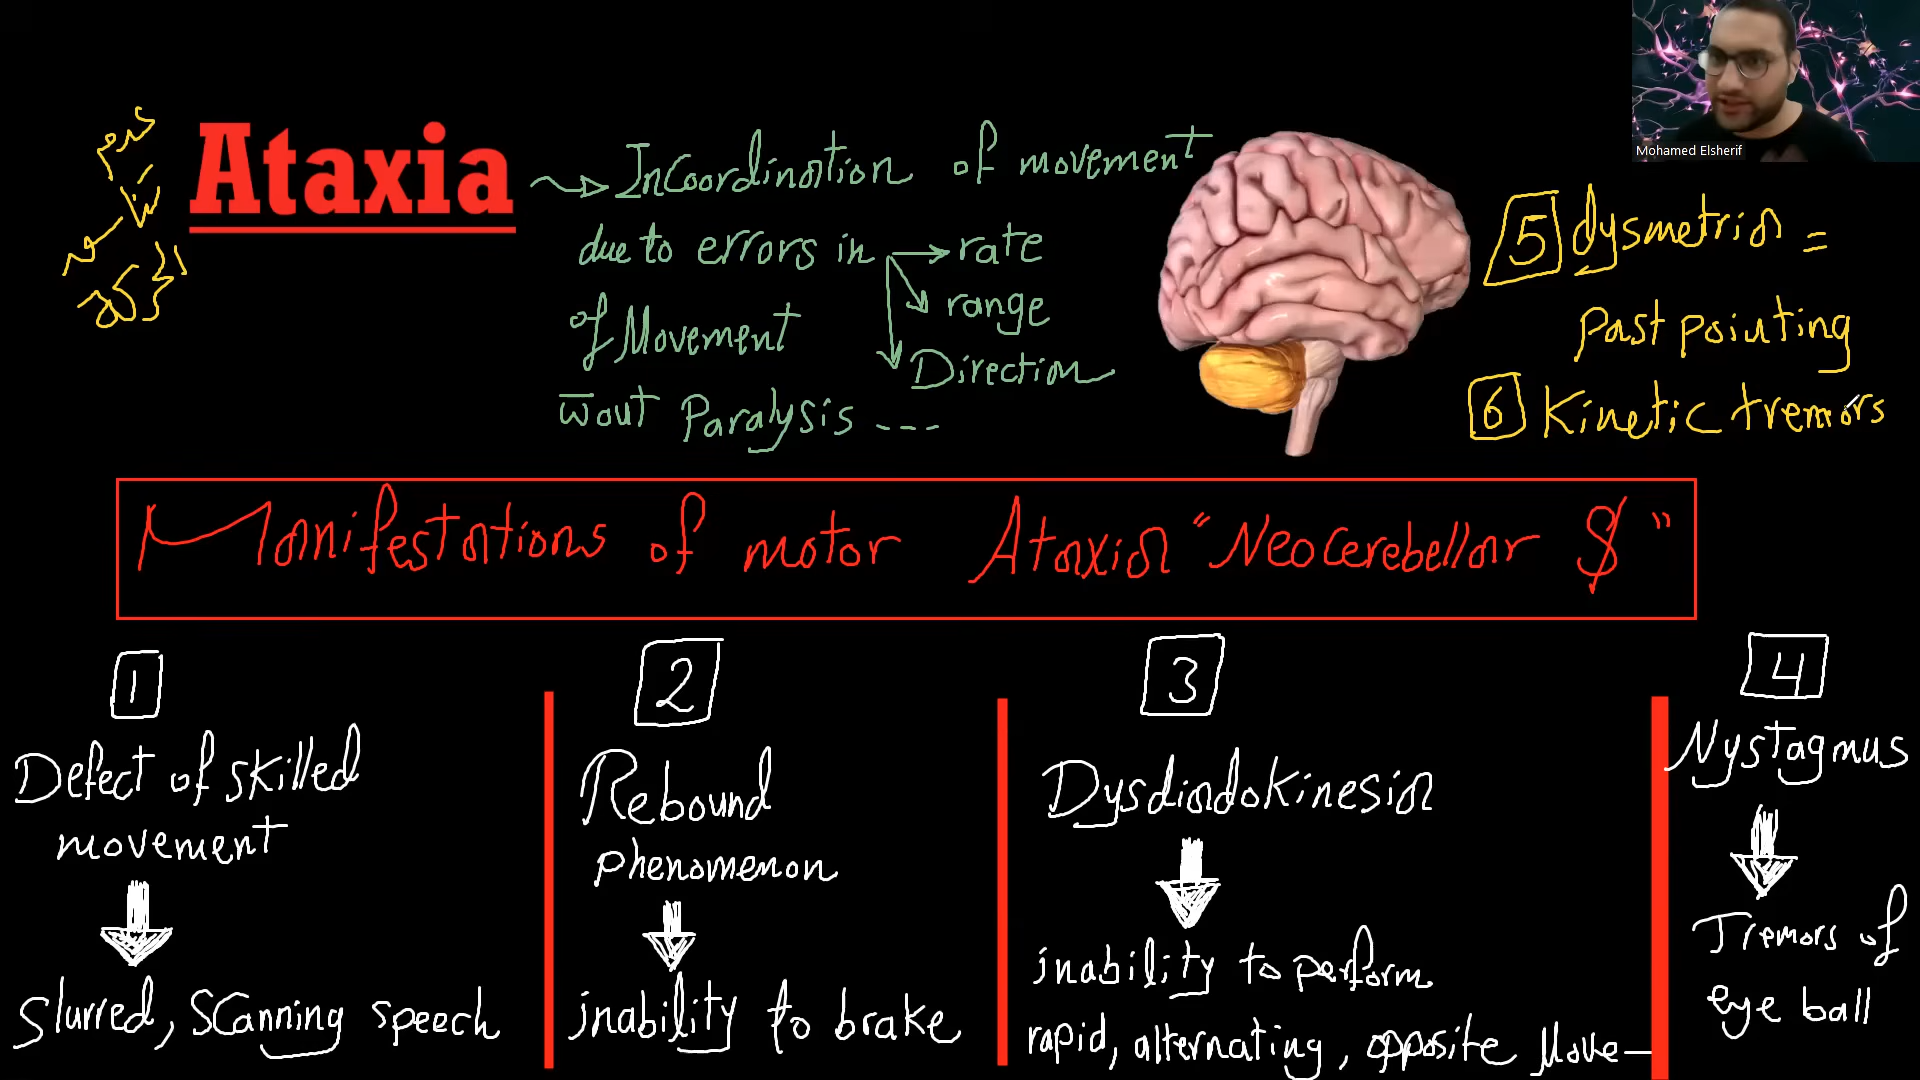 Ataxia
Incoordination of movement
due to errors in
rate
range
Direction
of Movement
w̅out Paralysis ---
Mohamed Elsherif
5 dysmetria =
Past pointing
6 Kinetic tremors
Manifestations of motor Ataxia "Neocerebellar $"
1
Defect of skilled
movement
Slurred, Scanning speech
2
Rebound
phenomenon
inability to brake
3
Dysdiadokinesia
inability to perform
rapid, alternating, opposite Move—
4
Nystagmus
Tremors of
eye ball